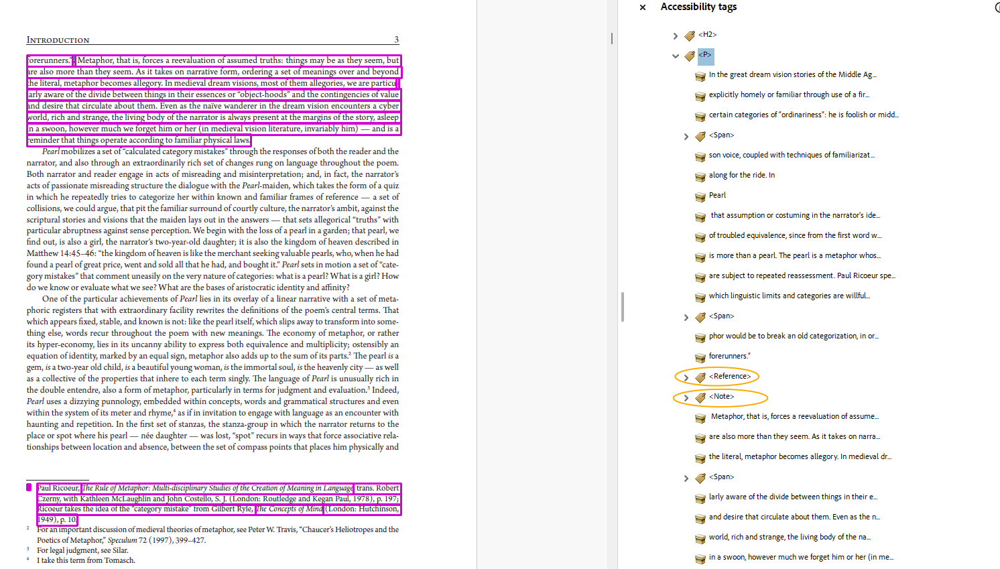 INTRODUCTION 3
forerunners.” Metaphor, that is, forces a reevaluation of assumed truths: things may be as they seem, but
are also more than they seem. As it takes on narrative form, ordering a set of meanings over and beyond
the literal, metaphor becomes allegory. In medieval dream visions, most of them allegories, we are particu-
larly aware of the divide between things in their essences or “object-hoods” and the contingencies of value
and desire that circulate about them. Even as the naïve wanderer in the dream vision encounters a cyber
world, rich and strange, the living body of the narrator is always present at the margins of the story, asleep
in a swoon, however much we forget him or her (in medieval vision literature, invariably him) — and is a
reminder that things operate according to familiar physical laws.
Pearl mobilizes a set of “calculated category mistakes” through the responses of both the reader and the
narrator, and also through an extraordinarily rich set of changes rung on language throughout the poem.
Both narrator and reader engage in acts of misreading and misinterpretation; and, in fact, the narrator’s
acts of passionate misreading structure the dialogue with the Pearl-maiden, which takes the form of a quiz
in which he repeatedly tries to categorize her within known and familiar frames of reference — a set of
collisions, we could argue, that pit the familiar surround of courtly culture, the narrator’s ambit, against the
scriptural stories and visions that the maiden lays out in the answers — that sets allegorical “truths” with
particular abruptness against sense perception. We begin with the loss of a pearl in a garden; that pearl, we
find out, is also a girl, the narrator’s two-year-old daughter; it is also the kingdom of heaven described in
Matthew 14:45–46: “the kingdom of heaven is like the merchant seeking valuable pearls, who, when he had
found a pearl of great price, went and sold all that he had, and bought it.” Pearl sets in motion a set of “cate-
gory mistakes” that comment uneasily on the very nature of categories: what is a pearl? What is a girl? How
do we know or evaluate what we see? What are the bases of aristocratic identity and affinity?
One of the particular achievements of Pearl lies in its overlay of a linear narrative with a set of meta-
phoric registers that with extraordinary facility rewrites the definitions of the poem’s central terms. That
which appears fixed, stable, and known is not: like the pearl itself, which slips away to transform into some-
thing else, words recur throughout the poem with new meanings. The economy of metaphor, or rather
its hyper-economy, lies in its uncanny ability to express both equivalence and multiplicity; ostensibly an
equation of identity, marked by an equal sign, metaphor also adds up to the sum of its parts.² The pearl is a
gem, is a two-year old child, is a beautiful young woman, is the immortal soul, is the heavenly city — as well
as a collective of the properties that inhere to each term singly. The language of Pearl is unusually rich in
the double entendre, also a form of metaphor, particularly in terms for judgment and evaluation.³ Indeed,
Pearl uses a dizzying punnology, embedded within concepts, words and grammatical structures and even
within the system of its meter and rhyme,⁴ as if in invitation to engage with language as an encounter with
haunting and repetition. In the first set of stanzas, the stanza-group in which the narrator returns to the
place or spot where his pearl — née daughter — was lost, “spot” recurs in ways that force associative rela-
tionships between location and absence, between the set of compass points that places him physically and
Paul Ricoeur, The Rule of Metaphor: Multi-disciplinary Studies of the Creation of Meaning in Language trans. Robert
Czerny, with Kathleen McLaughlin and John Costello, S. J. (London: Routledge and Kegan Paul, 1978), p. 197;
Ricoeur takes the idea of the “category mistake” from Gilbert Ryle, The Concepts of Mind (London: Hutchinson,
1949), p. 10.
² For an important discussion of medieval theories of metaphor, see Peter W. Travis, “Chaucer’s Heliotropes and the
Poetics of Metaphor,” Speculum 72 (1997), 399–427.
³ For legal judgment, see Silar.
⁴ I take this term from Tomasch.
Accessibility tags
<H2>
<P>
In the great dream vision stories of the Middle Ag...
explicitly homely or familiar through use of a fir...
certain categories of "ordinariness": he is foolish or midd...
<Span>
son voice, coupled with techniques of familiarizat...
along for the ride. In
Pearl
that assumption or costuming in the narrator's ide...
of troubled equivalence, since from the first word w...
is more than a pearl. The pearl is a metaphor whos...
are subject to repeated reassessment. Paul Ricoeur spe...
which linguistic limits and categories are willful...
<Span>
phor would be to break an old categorization, in or...
forerunners."
<Reference>
<Note>
Metaphor, that is, forces a reevaluation of assume...
are also more than they seem. As it takes on narra...
the literal, metaphor becomes allegory. In medieval dr...
<Span>
larly aware of the divide between things in their e...
and desire that circulate about them. Even as the n...
world, rich and strange, the living body of the na...
in a swoon, however much we forget him or her (in me...